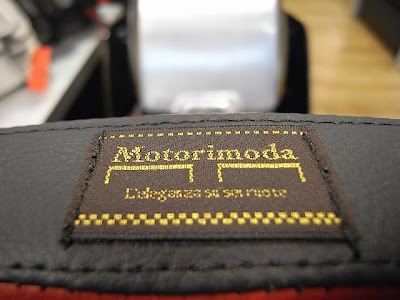 Motorimoda
L'eleganza su sei ruote